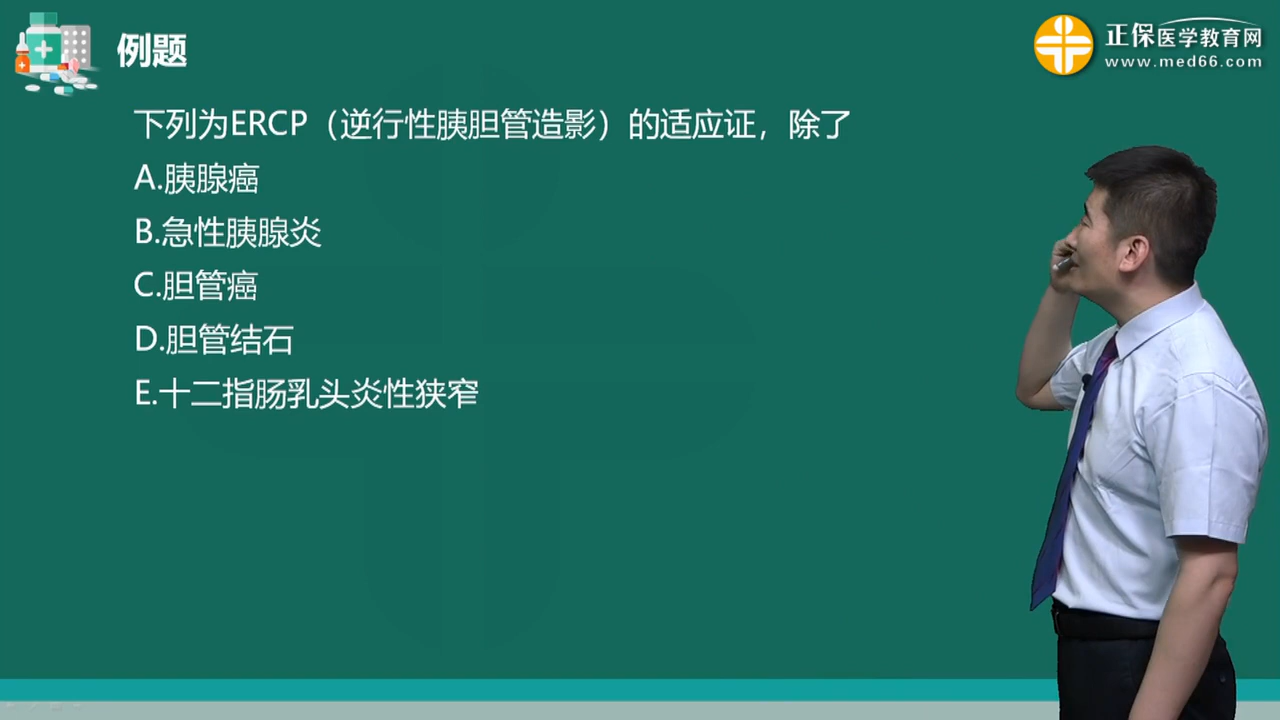 例题
正保医学教育网
www.med66.com
下列为ERCP（逆行性胰胆管造影）的适应证，除了
A.胰腺癌
B.急性胰腺炎
C.胆管癌
D.胆管结石
E.十二指肠乳头炎性狭窄